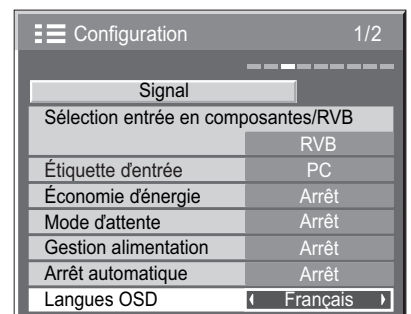 Configuration 1/2
Signal
Sélection entrée en composantes/RVB
RVB
Étiquette d'entrée PC
Économie d'énergie Arrêt
Mode d'attente Arrêt
Gestion alimentation Arrêt
Arrêt automatique Arrêt
Langues OSD Français